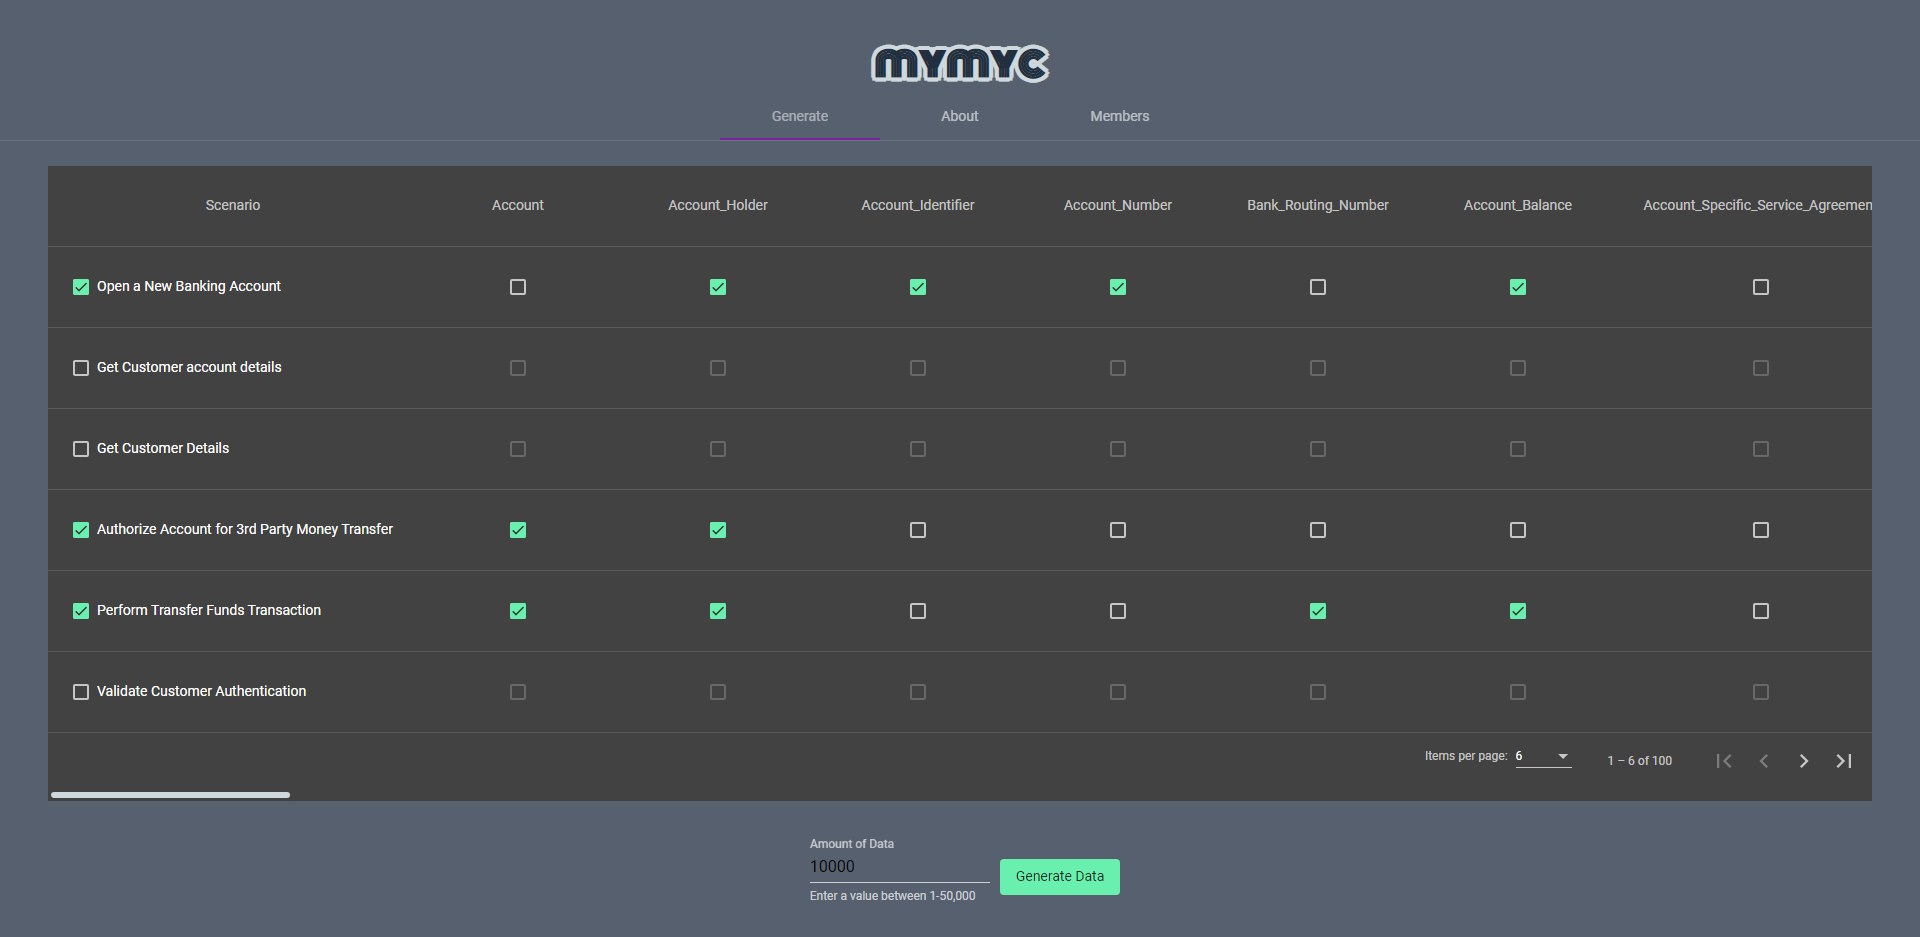 MYMYC
Generate About Members
Scenario Account Account_Holder Account_Identifier Account_Number Bank_Routing_Number Account_Balance Account_Specific_Service_Agreemen
Open a New Banking Account
Get Customer account details
Get Customer Details
Authorize Account for 3rd Party Money Transfer
Perform Transfer Funds Transaction
Validate Customer Authentication
Items per page: 6 1 – 6 of 100
Amount of Data
10000
Generate Data
Enter a value between 1-50,000